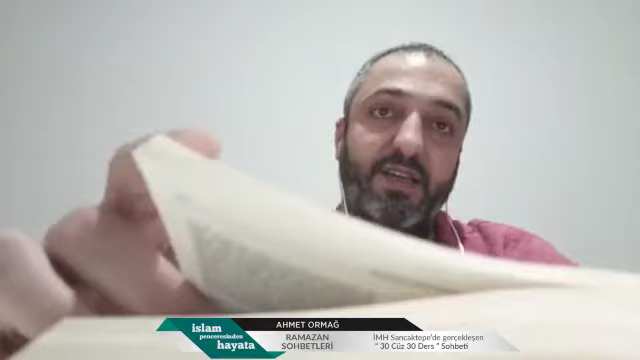 islam
penceresinden
hayata
AHMET ORMAĞ
RAMAZAN
SOHBETLERİ
İMH Sancaktepe'de gerçekleşen
" 30 Cüz 30 Ders " Sohbeti